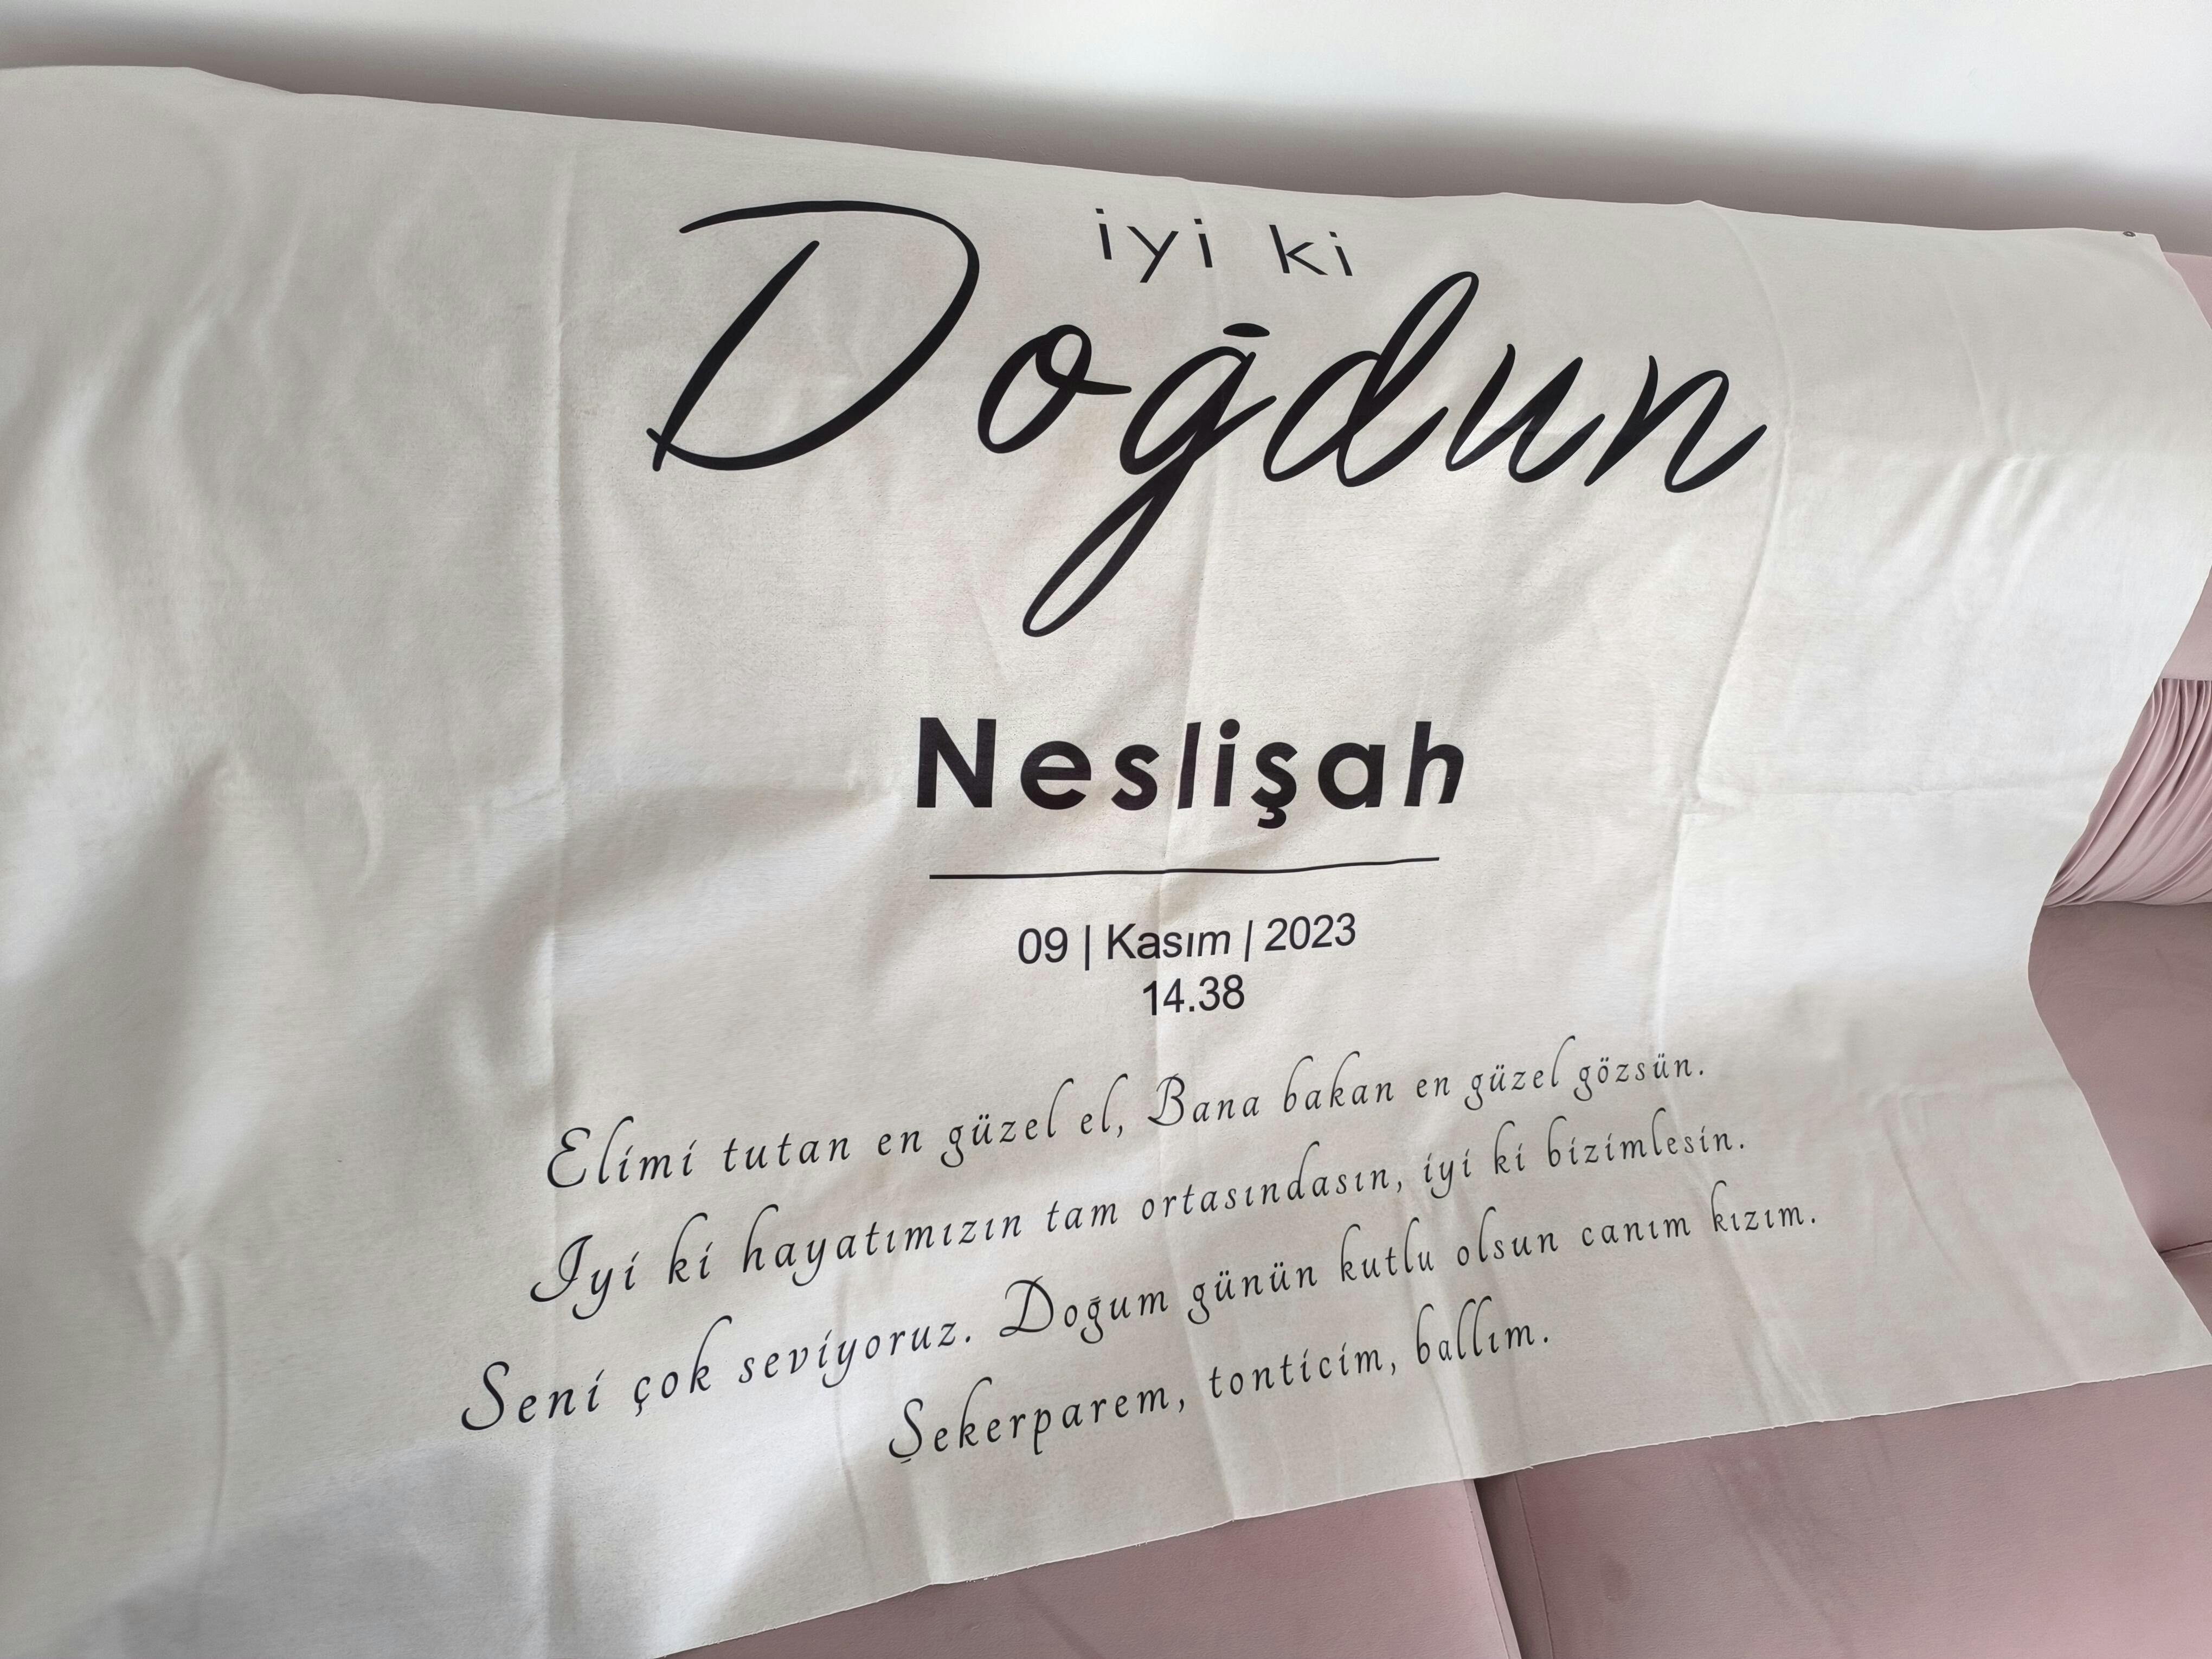 iyi ki
Doğdun
Neslişah
09 | Kasım | 2023
14.38
Elimi tutan en güzel el, Bana bakan en güzel gözsün.
Iyi ki hayatımızın tam ortasındasın, iyi ki bizimlesin.
Seni çok seviyoruz. Doğum günün kutlu olsun canım kızım.
Şekerparem, tonticim, ballım.